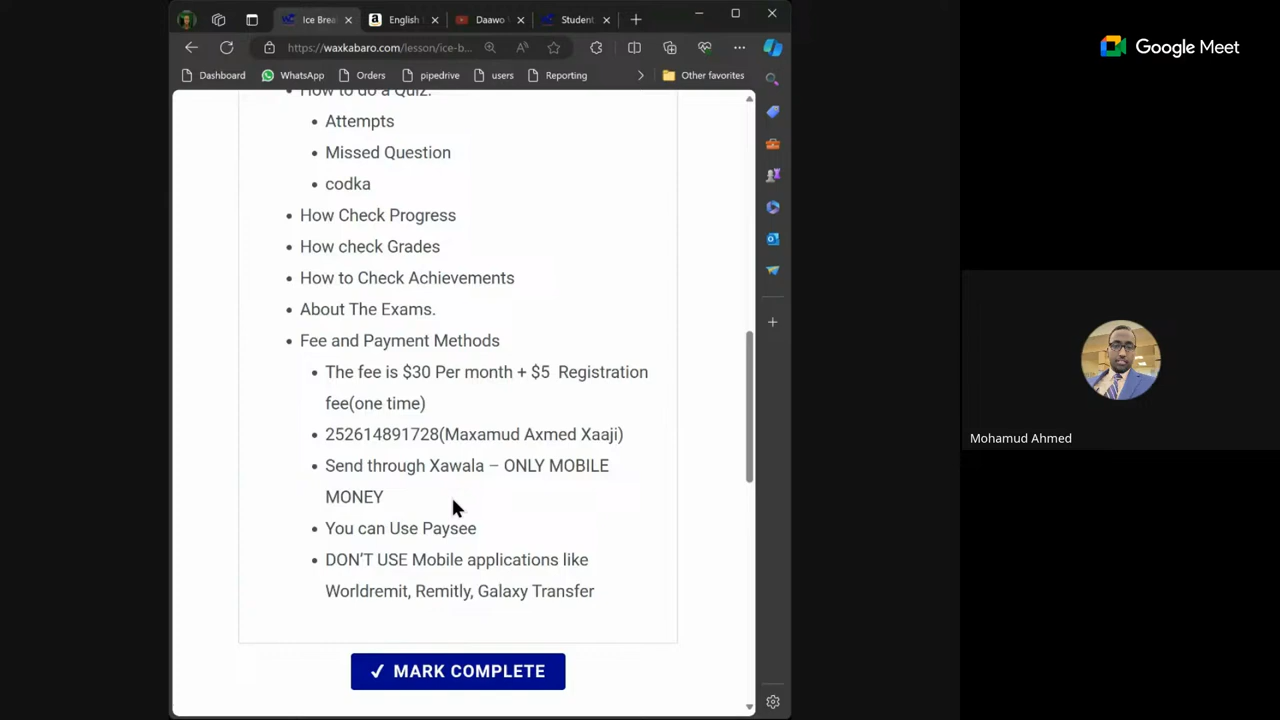 Ice Brea
English
Daawo
Student
https://waxkabaro.com/lesson/ice-b...
Dashboard
WhatsApp
Orders
pipedrive
users
Reporting
Other favorites
How to do a Quiz.
Attempts
Missed Question
codka
How Check Progress
How check Grades
How to Check Achievements
About The Exams.
Fee and Payment Methods
The fee is $30 Per month + $5 Registration
fee(one time)
252614891728(Maxamud Axmed Xaaji)
Send through Xawala – ONLY MOBILE
MONEY
You can Use Paysee
DON'T USE Mobile applications like
Worldremit, Remitly, Galaxy Transfer
✓ MARK COMPLETE
Google Meet
Mohamud Ahmed